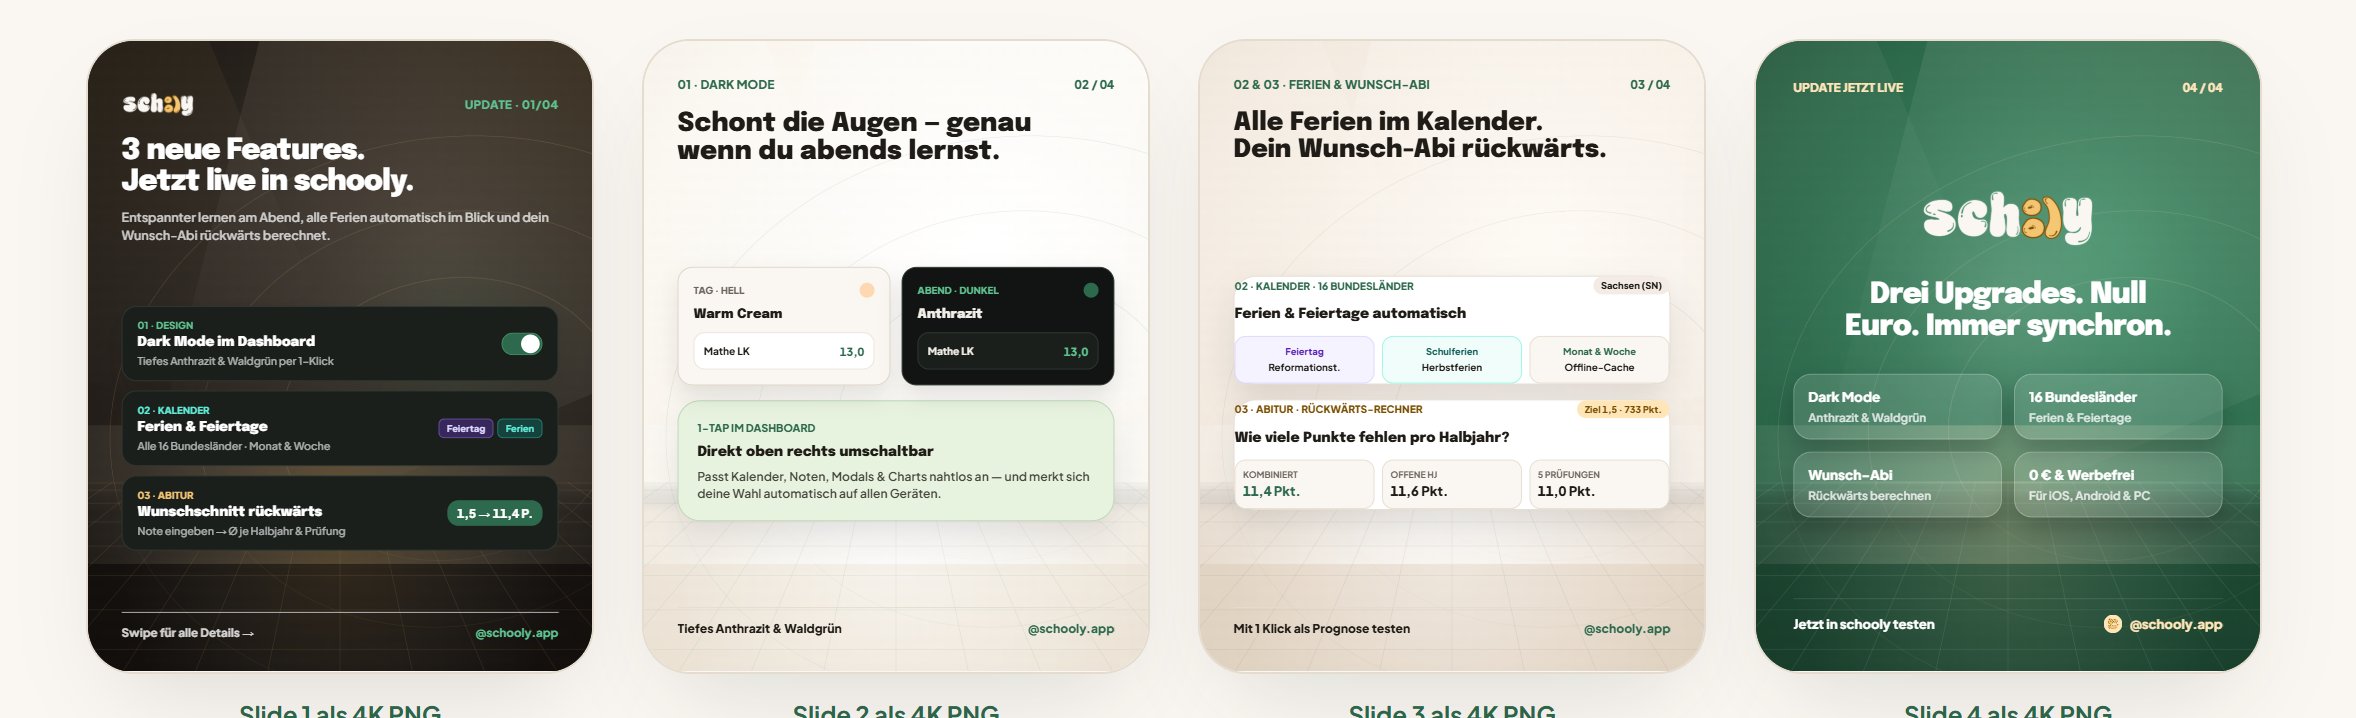 schooly
UPDATE · 01/04
3 neue Features.
Jetzt live in schooly.
Entspannter lernen am Abend, alle Ferien automatisch im Blick und dein
Wunsch-Abi rückwärts berechnet.
01 · DESIGN
Dark Mode im Dashboard
Tiefes Anthrazit & Waldgrün per 1-Klick
02 · KALENDER
Ferien & Feiertage
Alle 16 Bundesländer · Monat & Woche
Feiertag
Ferien
03 · ABITUR
Wunschschnitt rückwärts
Note eingeben → Ø je Halbjahr & Prüfung
1,5 → 11,4 P.
Swipe für alle Details →
@schooly.app
Slide 1 als 4K PNG
01 · DARK MODE
02 / 04
Schont die Augen – genau
wenn du abends lernst.
TAG · HELL
Warm Cream
Mathe LK
13,0
ABEND · DUNKEL
Anthrazit
Mathe LK
13,0
1-TAP IM DASHBOARD
Direkt oben rechts umschaltbar
Passt Kalender, Noten, Modals & Charts nahtlos an — und merkt sich
deine Wahl automatisch auf allen Geräten.
Tiefes Anthrazit & Waldgrün
@schooly.app
Slide 2 als 4K PNG
02 & 03 · FERIEN & WUNSCH-ABI
03 / 04
Alle Ferien im Kalender.
Dein Wunsch-Abi rückwärts.
02 · KALENDER · 16 BUNDESLÄNDER
Sachsen (SN)
Ferien & Feiertage automatisch
Feiertag
Reformationst.
Schulferien
Herbstferien
Monat & Woche
Offline-Cache
03 · ABITUR · RÜCKWÄRTS-RECHNER
Ziel 1,5 · 733 Pkt.
Wie viele Punkte fehlen pro Halbjahr?
KOMBINIERT
11,4 Pkt.
OFFENE HJ
11,6 Pkt.
5 PRÜFUNGEN
11,0 Pkt.
Mit 1 Klick als Prognose testen
@schooly.app
Slide 3 als 4K PNG
UPDATE JETZT LIVE
04 / 04
schooly
Drei Upgrades. Null
Euro. Immer synchron.
Dark Mode
Anthrazit & Waldgrün
16 Bundesländer
Ferien & Feiertage
Wunsch-Abi
Rückwärts berechnen
0 € & Werbefrei
Für iOS, Android & PC
Jetzt in schooly testen
@schooly.app
Slide 4 als 4K PNG